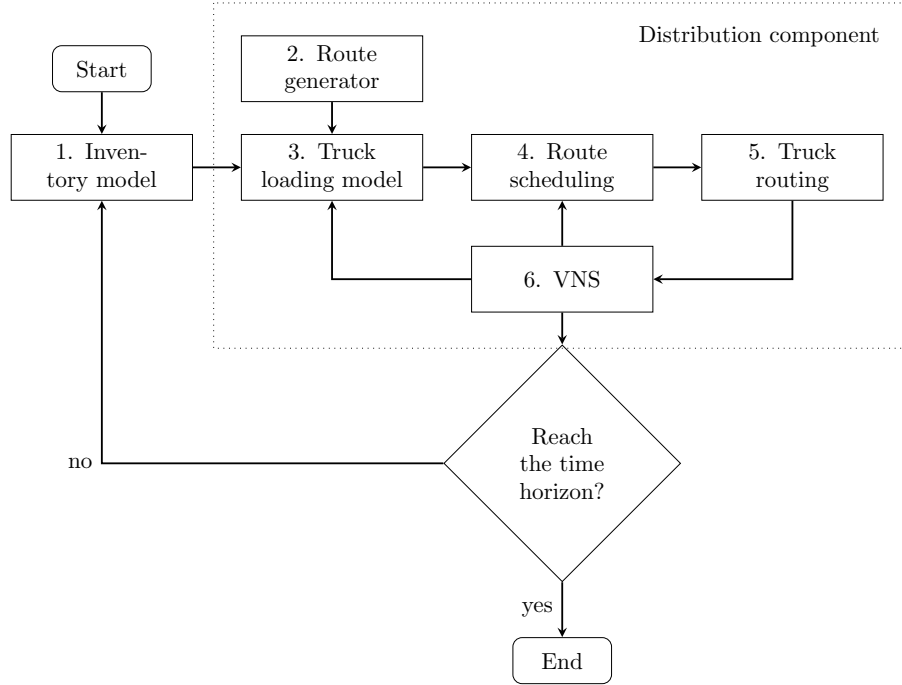 Distribution component
Start
2. Route
generator
1. Inven-
tory model
3. Truck
loading model
4. Route
scheduling
5. Truck
routing
6. VNS
Reach
the time
horizon?
no
yes
End